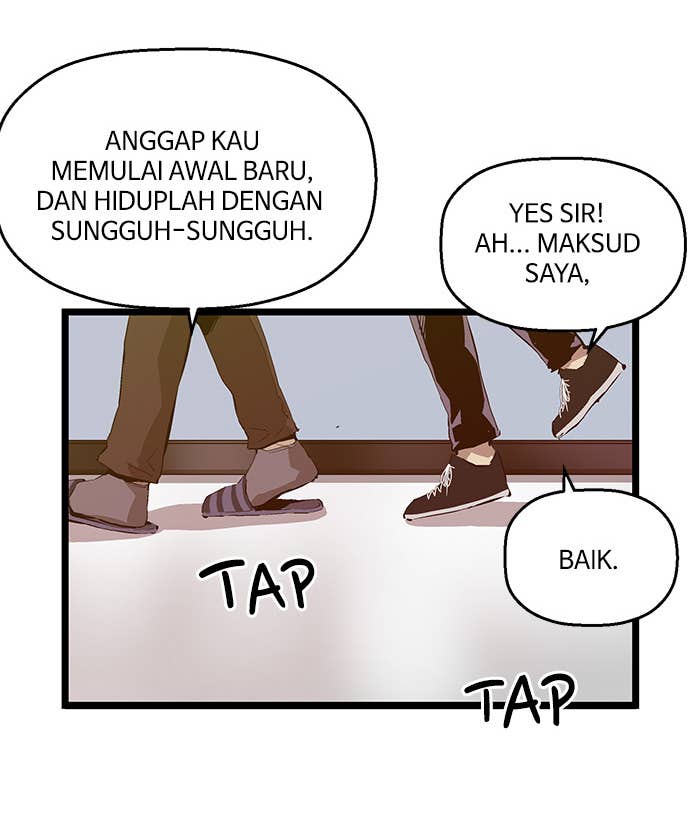 ANGGAP KAU
MEMULAI AWAL BARU,
DAN HIDUPLAH DENGAN
SUNGGUH-SUNGGUH.
YES SIR!
AH... MAKSUD
SAYA,
BAIK.
TAP
TAP